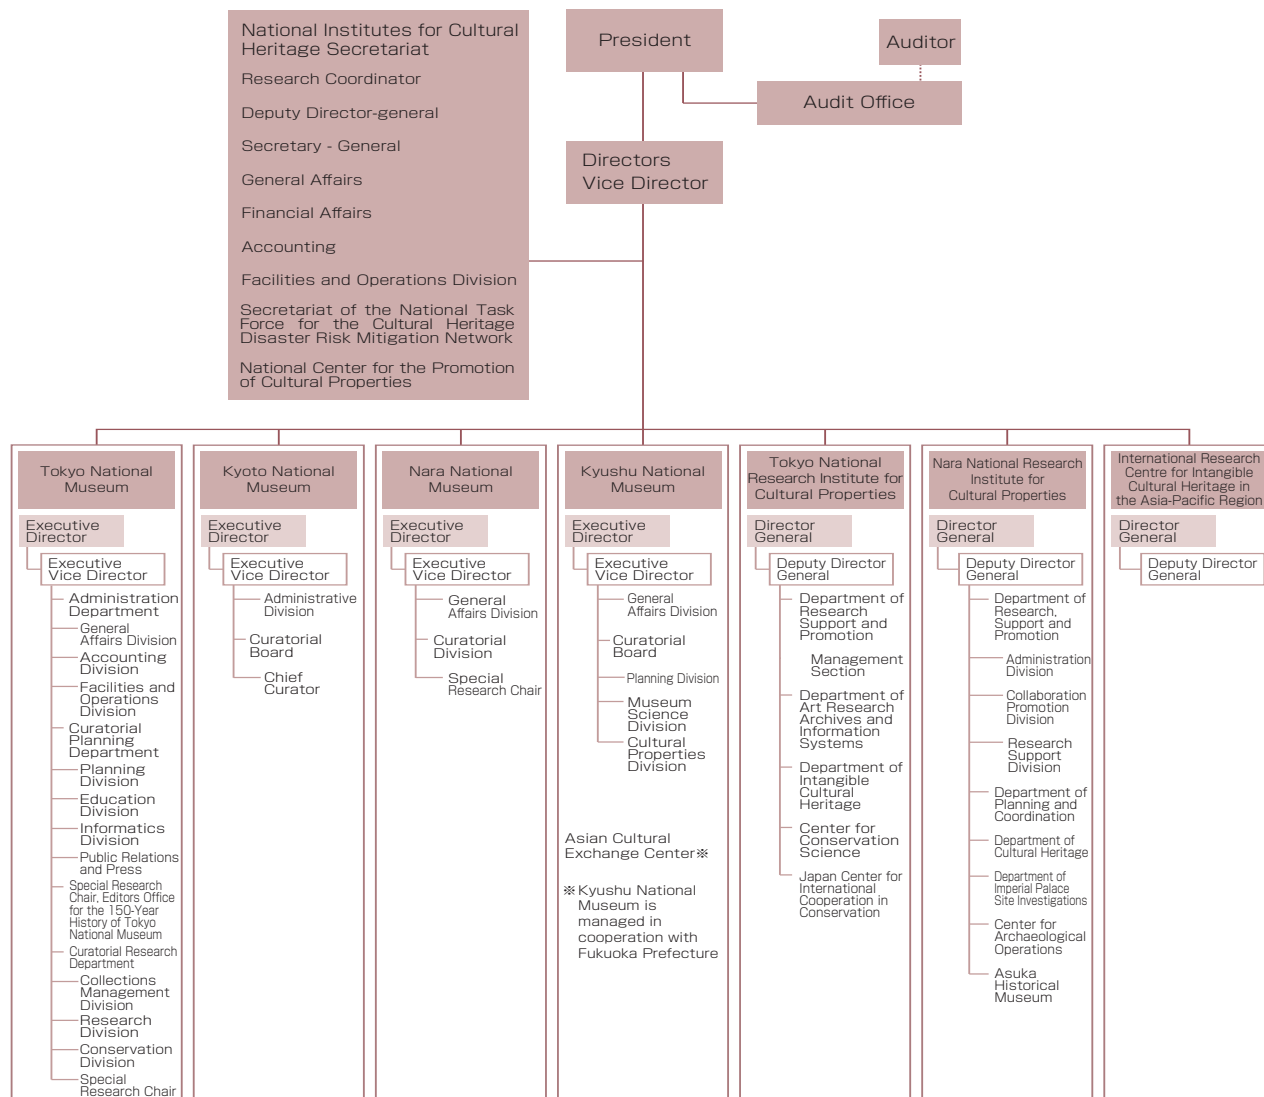 National Institutes for Cultural
Heritage Secretariat
Research Coordinator
Deputy Director-general
Secretary - General
General Affairs
Financial Affairs
Accounting
Facilities and Operations Division
Secretariat of the National Task
Force for the Cultural Heritage
Disaster Risk Mitigation Network
National Center for the Promotion
of Cultural Properties
President
Auditor
Audit Office
Directors
Vice Director
Tokyo National
Museum
Executive
Director
Executive
Vice Director
Administration
Department
General
Affairs Division
Accounting
Division
Facilities and
Operations
Division
Curatorial
Planning
Department
Planning
Division
Education
Division
Informatics
Division
Public Relations
and Press
Special Research
Chair, Editors Office
for the 150-Year
History of Tokyo
National Museum
Curatorial Research
Department
Collections
Management
Division
Research
Division
Conservation
Division
Special
Research Chair
Kyoto National
Museum
Executive
Director
Executive
Vice Director
Administrative
Division
Curatorial
Board
Chief
Curator
Nara National
Museum
Executive
Director
Executive
Vice Director
General
Affairs Division
Curatorial
Division
Special
Research Chair
Kyushu National
Museum
Executive
Director
Executive
Vice Director
General
Affairs Division
Curatorial
Board
Planning Division
Museum
Science
Division
Cultural
Properties
Division
Asian Cultural
Exchange Center※
※Kyushu National
Museum is
managed in
cooperation with
Fukuoka Prefecture
Tokyo National
Research Institute for
Cultural Properties
Director
General
Deputy Director
General
Department of
Research
Support and
Promotion
Management
Section
Department of
Art Research
Archives and
Information
Systems
Department of
Intangible
Cultural
Heritage
Center for
Conservation
Science
Japan Center for
International
Cooperation in
Conservation
Nara National Research
Institute for
Cultural Properties
Director
General
Deputy Director
General
Department of
Research,
Support and
Promotion
Administration
Division
Collaboration
Promotion
Division
Research
Support
Division
Department of
Planning and
Coordination
Department of
Cultural Heritage
Department of
Imperial Palace
Site Investigations
Center for
Archaeological
Operations
Asuka
Historical
Museum
International Research
Centre for Intangible
Cultural Heritage in
the Asia-Pacific Region
Director
General
Deputy Director
General